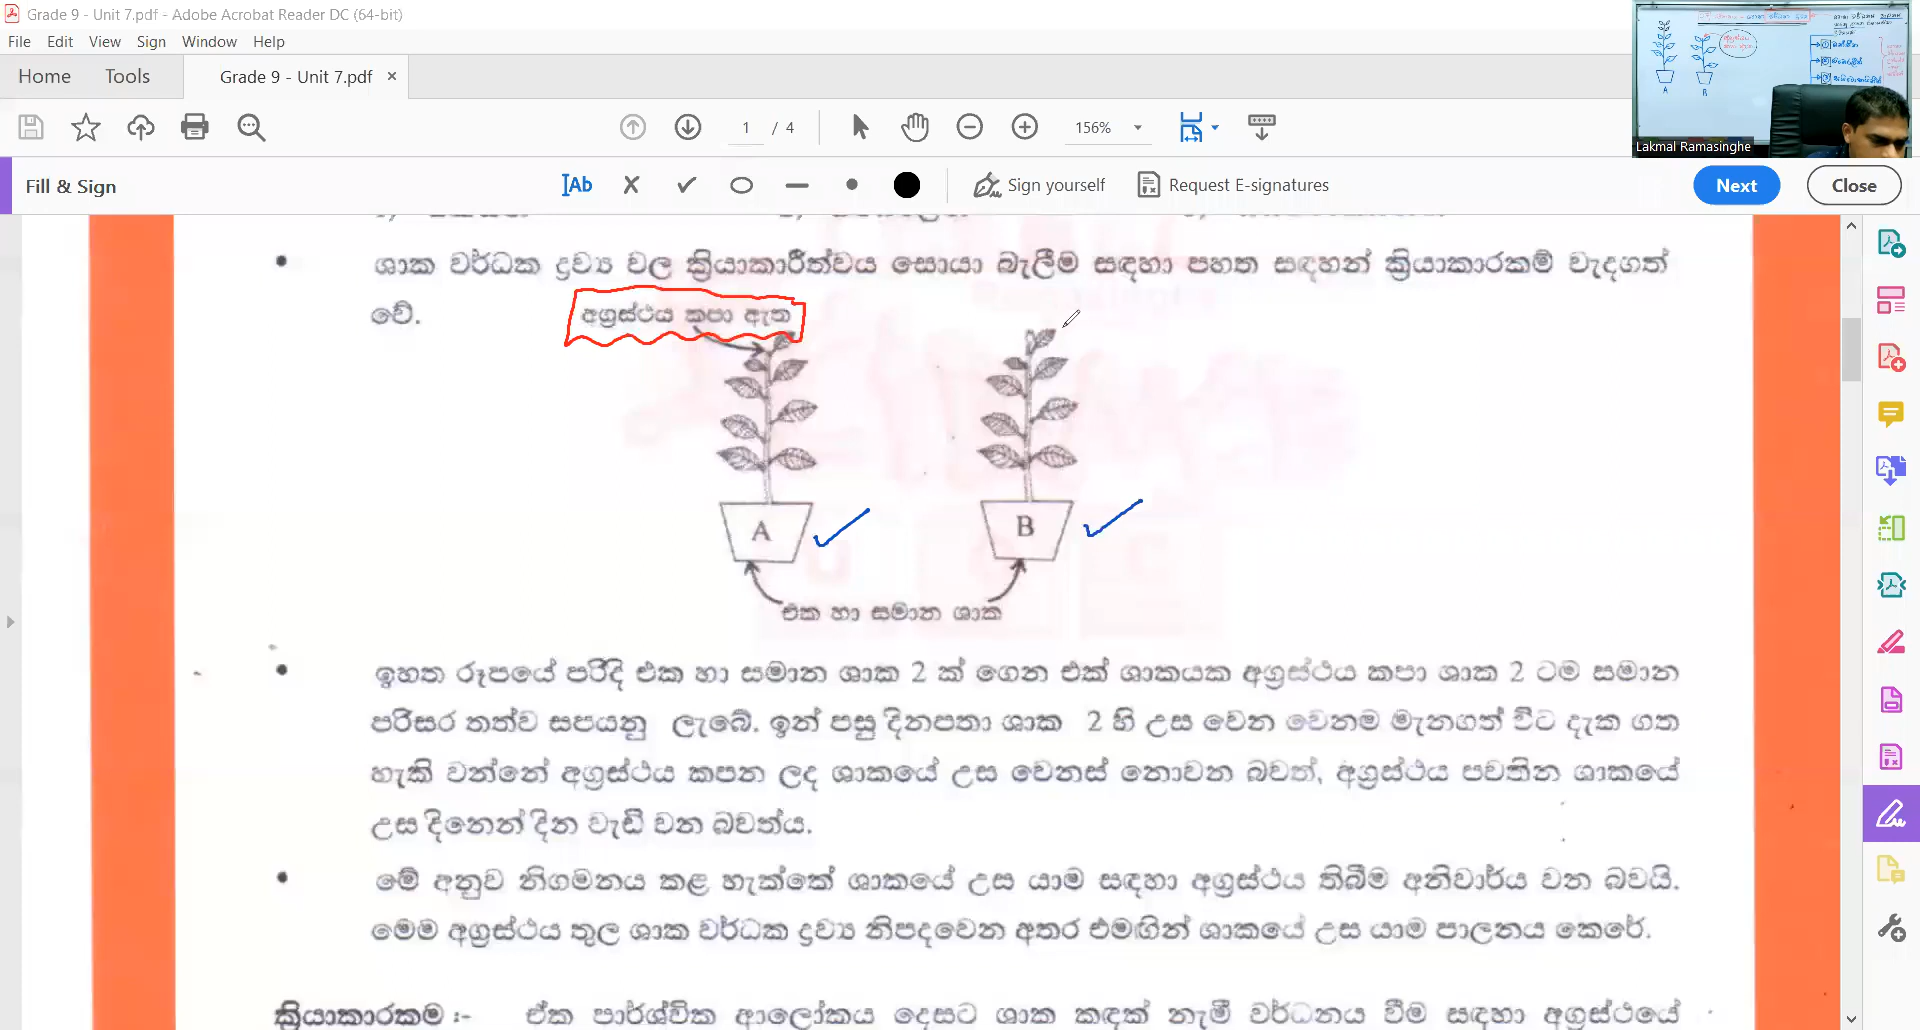 Grade 9 - Unit 7.pdf - Adobe Acrobat Reader DC (64-bit)
File Edit View Sign Window Help
Home Tools Grade 9 - Unit 7.pdf ×
1 / 4 156%
Fill & Sign Ab Sign yourself Request E-signatures Next Close
Lakmal Ramasinghe
A B
• ශාක වර්ධක ද්‍රව්‍ය වල ක්‍රියාකාරීත්වය සොයා බැලීම සඳහා පහත සඳහන් ක්‍රියාකාරකම් වැදගත්
වේ.
අග්‍රස්ථය කපා ඇත
A B
එක හා සමාන ශාක
• ඉහත රූපයේ පරිදි එක හා සමාන ශාක 2 ක් ගෙන එක් ශාකයක අග්‍රස්ථය කපා ශාක 2 ටම සමාන
පරිසර තත්ව සපයනු ලැබේ. ඉන් පසු දිනපතා ශාක 2 හි උස වෙන වෙනම මැනගත් විට දැක ගත
හැකි වන්නේ අග්‍රස්ථය කපන ලද ශාකයේ උස වෙනස් නොවන බවත්, අග්‍රස්ථය පවතින ශාකයේ
උස දිනෙන් දින වැඩි වන බවත්ය.
• මේ අනුව නිගමනය කළ හැක්කේ ශාකයේ උස යාම සඳහා අග්‍රස්ථය තිබීම අනිවාර්ය වන බවයි.
මෙම අග්‍රස්ථය තුල ශාක වර්ධක ද්‍රව්‍ය නිපදවෙන අතර එමඟින් ශාකයේ උස යාම පාලනය කෙරේ.
ක්‍රියාකාරකම :- ඒක පාර්ශ්වික ආලෝකය දෙසට ශාක කඳක් නැමී වර්ධනය වීම සඳහා අග්‍රස්ථයේ